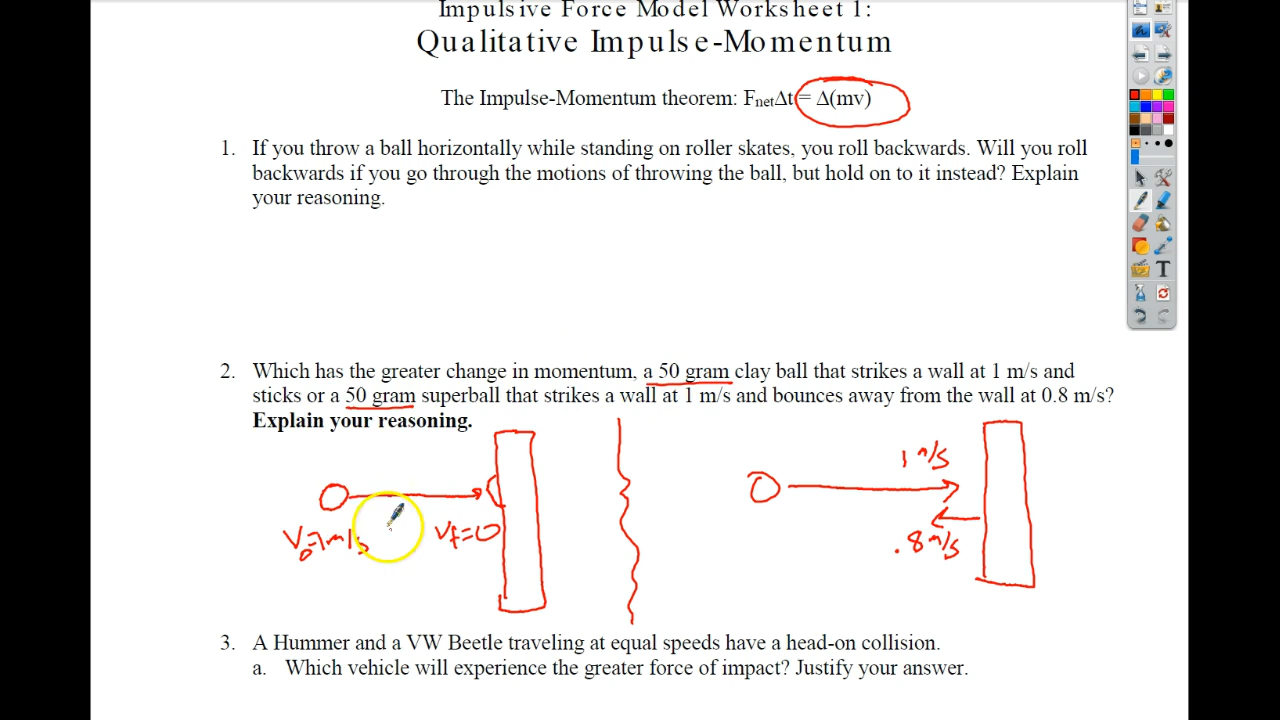 Impulsive Force Model Worksheet 1:
Qualitative Impulse-Momentum
The Impulse-Momentum theorem: FnetΔt = Δ(mv)
1. If you throw a ball horizontally while standing on roller skates, you roll backwards. Will you roll
backwards if you go through the motions of throwing the ball, but hold on to it instead? Explain
your reasoning.
2. Which has the greater change in momentum, a 50 gram clay ball that strikes a wall at 1 m/s and
sticks or a 50 gram superball that strikes a wall at 1 m/s and bounces away from the wall at 0.8 m/s?
Explain your reasoning.
1 m/s
V0=1m/s
Vf=0
.8 m/s
3. A Hummer and a VW Beetle traveling at equal speeds have a head-on collision.
a. Which vehicle will experience the greater force of impact? Justify your answer.
T